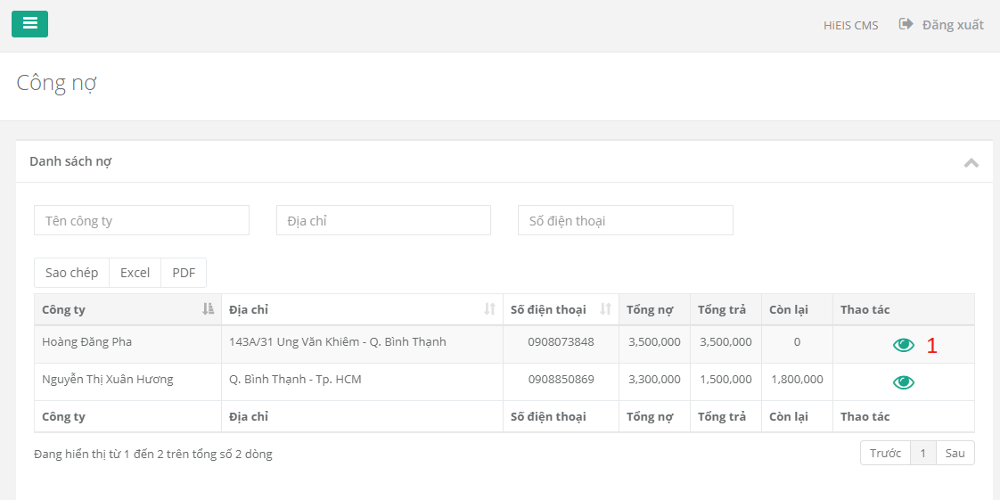 HiEIS CMS Đăng xuất
Công nợ
Danh sách nợ
Tên công ty Địa chỉ Số điện thoại
Sao chép Excel PDF
Công ty Địa chỉ Số điện thoại Tổng nợ Tổng trả Còn lại Thao tác
Hoàng Đăng Pha 143A/31 Ung Văn Khiêm - Q. Bình Thạnh 0908073848 3,500,000 3,500,000 0 1
Nguyễn Thị Xuân Hương Q. Bình Thạnh - Tp. HCM 0908850869 3,300,000 1,500,000 1,800,000
Công ty Địa chỉ Số điện thoại Tổng nợ Tổng trả Còn lại Thao tác
Đang hiển thị từ 1 đến 2 trên tổng số 2 dòng Trước 1 Sau